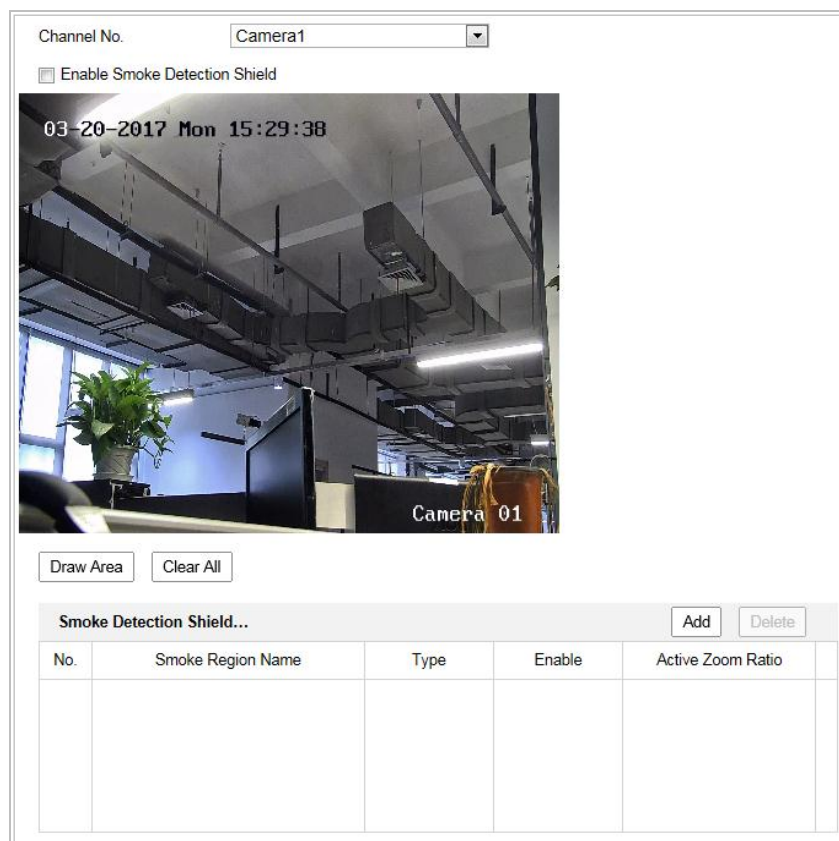 Channel No. Camera1
Enable Smoke Detection Shield
03-20-2017 Mon 15:29:38
Camera 01
Draw Area Clear All
Smoke Detection Shield... Add Delete
No. Smoke Region Name Type Enable Active Zoom Ratio